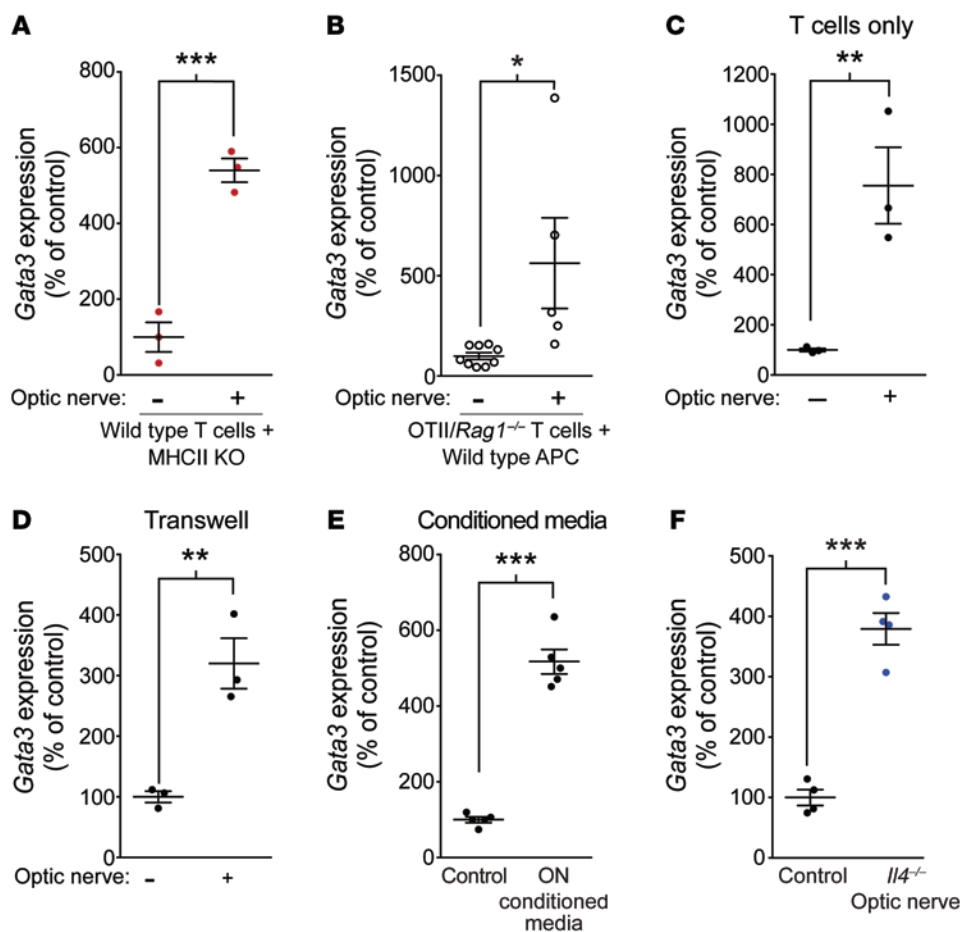 A
***
800
600
400
200
0
Gata3 expression
(% of control)
Optic nerve: - +
Wild type T cells +
MHCII KO
B
*
1500
1000
500
0
Gata3 expression
(% of control)
Optic nerve: - +
OTII/Rag1–/– T cells +
Wild type APC
C
T cells only
**
1200
1000
800
600
400
200
0
Gata3 expression
(% of control)
Optic nerve: — +
D
Transwell
**
500
400
300
200
100
0
Gata3 expression
(% of control)
Optic nerve: - +
E
Conditioned media
***
800
600
400
200
0
Gata3 expression
(% of control)
Control ON
conditioned
media
F
***
500
400
300
200
100
0
Gata3 expression
(% of control)
Control Il4–/–
Optic nerve